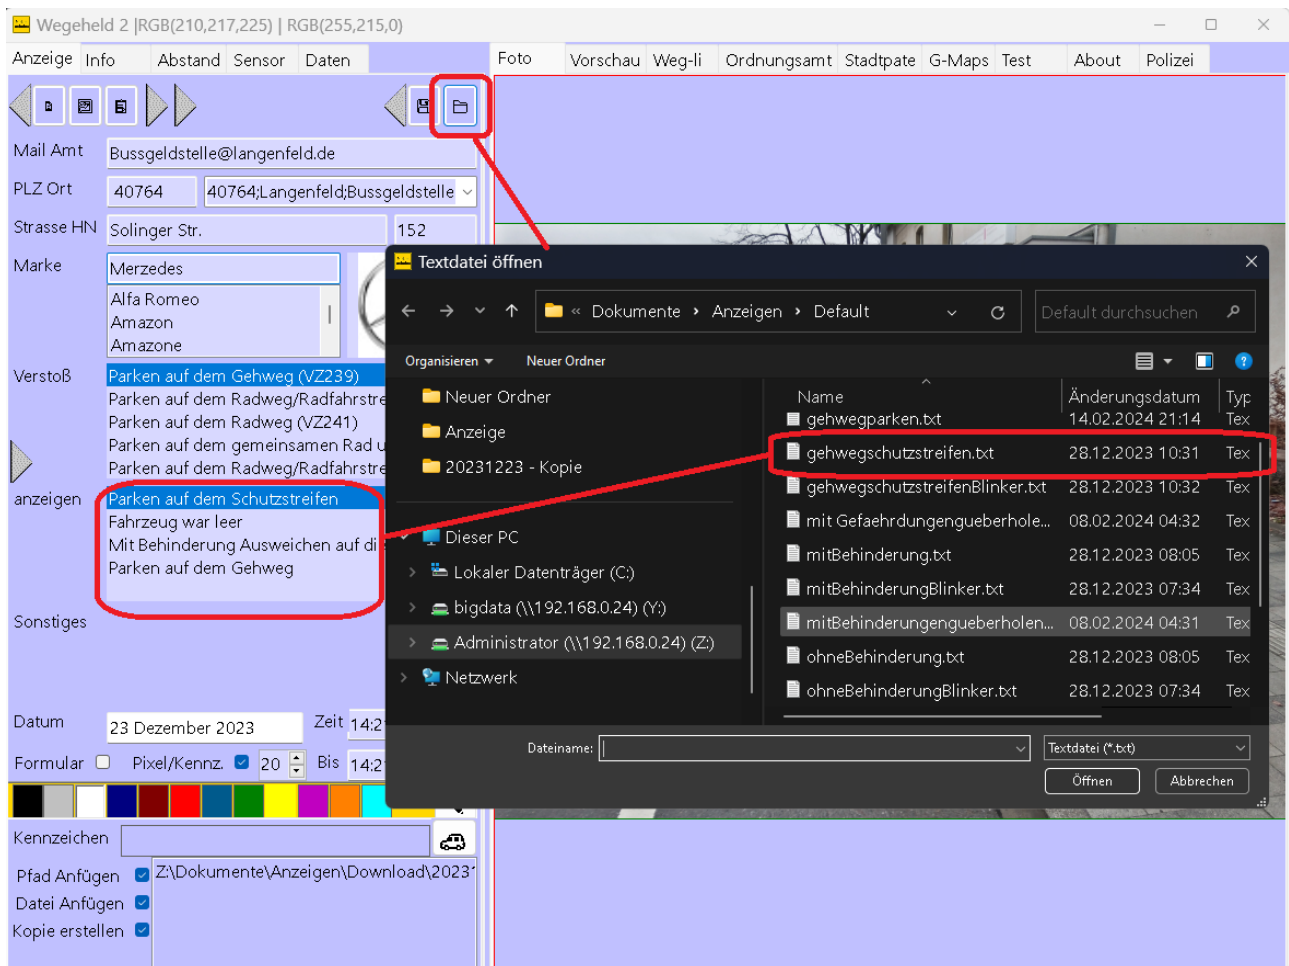 Wegeheld 2 |RGB(210,217,225) | RGB(255,215,0)
Anzeige Info Abstand Sensor Daten
Foto Vorschau Weg-li Ordnungsamt Stadtpate G-Maps Test About Polizei
Mail Amt Bussgeldstelle@langenfeld.de
PLZ Ort 40764 40764;Langenfeld;Bussgeldstelle
Strasse HN Solinger Str. 152
Marke Merzedes
Alfa Romeo
Amazon
Amazone
Verstoß Parken auf dem Gehweg (VZ239)
Parken auf dem Radweg/Radfahrstre
Parken auf dem Radweg (VZ241)
Parken auf dem gemeinsamen Rad u
Parken auf dem Radweg/Radfahrstre
anzeigen Parken auf dem Schutzstreifen
Fahrzeug war leer
Mit Behinderung Ausweichen auf di
Parken auf dem Gehweg
Sonstiges
Datum 23 Dezember 2023 Zeit 14:2
Formular Pixel/Kennz. 20 Bis 14:2
Kennzeichen
Pfad Anfügen Z:\Dokumente\Anzeigen\Download\2023
Datei Anfügen
Kopie erstellen
Textdatei öffnen
« Dokumente › Anzeigen › Default
Default durchsuchen
Organisieren Neuer Ordner
Neuer Ordner
Anzeige
20231223 - Kopie
Dieser PC
Lokaler Datenträger (C:)
bigdata (\\192.168.0.24) (Y:)
Administrator (\\192.168.0.24) (Z:)
Netzwerk
Name Änderungsdatum Typ
gehwegparken.txt 14.02.2024 21:14 Tex
gehwegschutzstreifen.txt 28.12.2023 10:31 Tex
gehwegschutzstreifenBlinker.txt 28.12.2023 10:32 Tex
mit Gefaehrdungengueberhole... 08.02.2024 04:32 Tex
mitBehinderung.txt 28.12.2023 08:05 Tex
mitBehinderungBlinker.txt 28.12.2023 07:34 Tex
mitBehinderungengueberholen... 08.02.2024 04:31 Tex
ohneBehinderung.txt 28.12.2023 08:05 Tex
ohneBehinderungBlinker.txt 28.12.2023 07:34 Tex
Dateiname: Textdatei (*.txt)
Öffnen Abbrechen